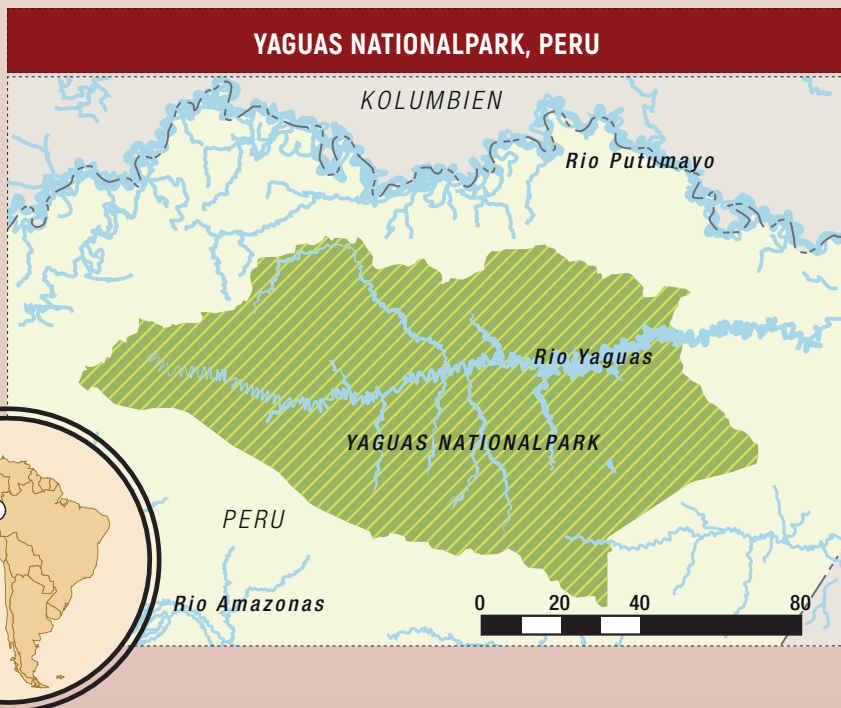 YAGUAS NATIONALPARK, PERU
KOLUMBIEN
Rio Putumayo
Rio Yaguas
YAGUAS NATIONALPARK
PERU
Rio Amazonas
0 20 40 80